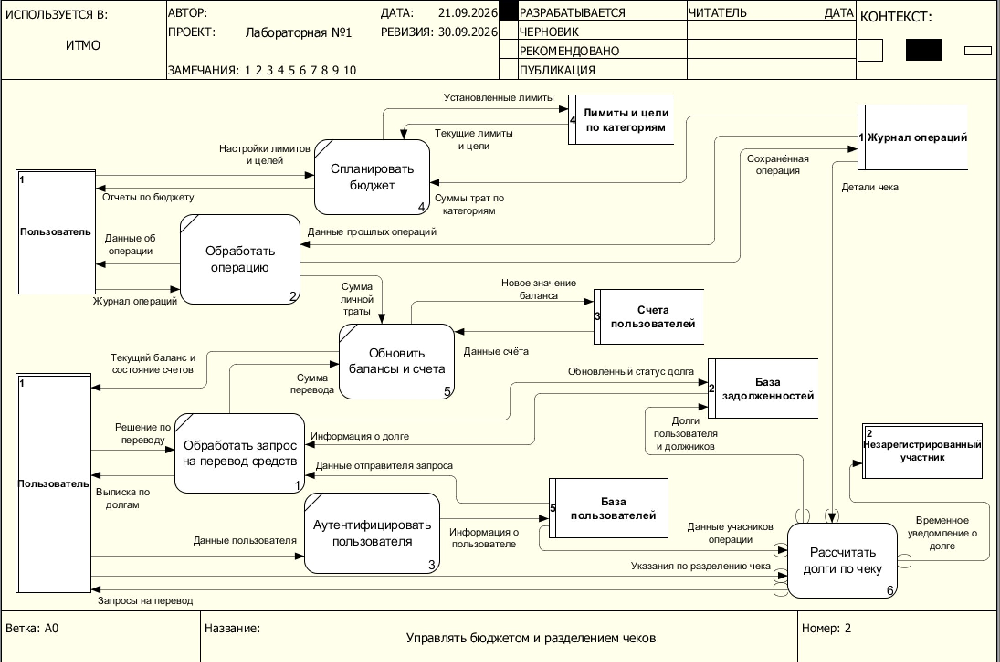 ИСПОЛЬЗУЕТСЯ В:
ИТМО
АВТОР:
ДАТА: 21.09.2026
ПРОЕКТ: Лабораторная №1
РЕВИЗИЯ: 30.09.2026
ЗАМЕЧАНИЯ: 1 2 3 4 5 6 7 8 9 10
РАЗРАБАТЫВАЕТСЯ
ЧЕРНОВИК
РЕКОМЕНДОВАНО
ПУБЛИКАЦИЯ
ЧИТАТЕЛЬ ДАТА
КОНТЕКСТ:
Установленные лимиты
4
Лимиты и цели
по категориям
Текущие лимиты
и цели
1
Журнал операций
Настройки лимитов
и целей
Спланировать
бюджет
4
Сохранённая
операция
Детали чека
1
Пользователь
Отчеты по бюджету
Суммы трат по
категориям
Данные прошлых операций
Данные об
операции
Обработать
операцию
2
Журнал операций
Сумма
личной
траты
Новое значение
баланса
3
Счета
пользователей
Данные счёта
Обновить
балансы и счета
5
Текущий баланс и
состояние счетов
Сумма
перевода
Обновлённый статус долга
2
База
задолженностей
1
Пользователь
Решение по
переводу
Обработать запрос
на перевод средств
1
Информация о долге
Долги
пользователя
и должников
2
Незарегистрированный
участник
Данные отправителя запроса
Выписка по
долгам
5
База
пользователей
Аутентифицировать
пользователя
3
Данные пользователя
Информация о
пользователе
Данные учасников
операции
Временное
уведомление о
долге
Рассчитать
долги по чеку
6
Указания по разделению чека
Запросы на перевод
Ветка: A0
Название:
Управлять бюджетом и разделением чеков
Номер: 2